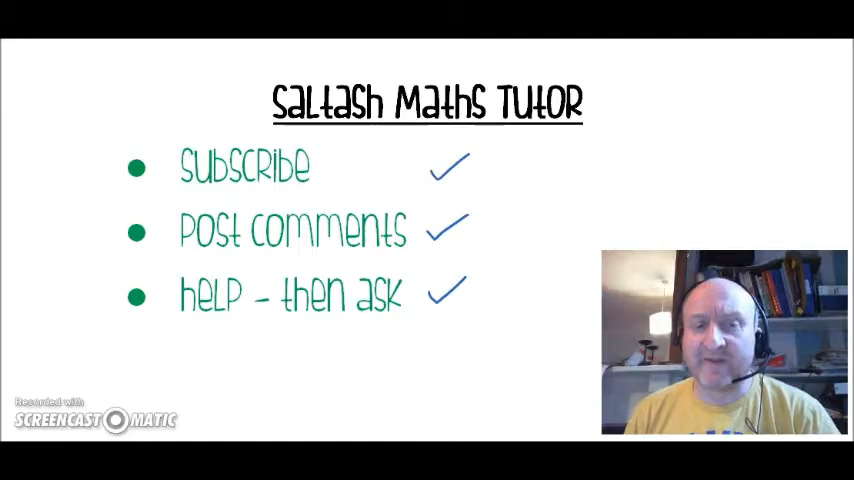 Saltash Maths Tutor
Subscribe
Post comments
Help – then ask
Recorded with
SCREENCAST-O-MATIC